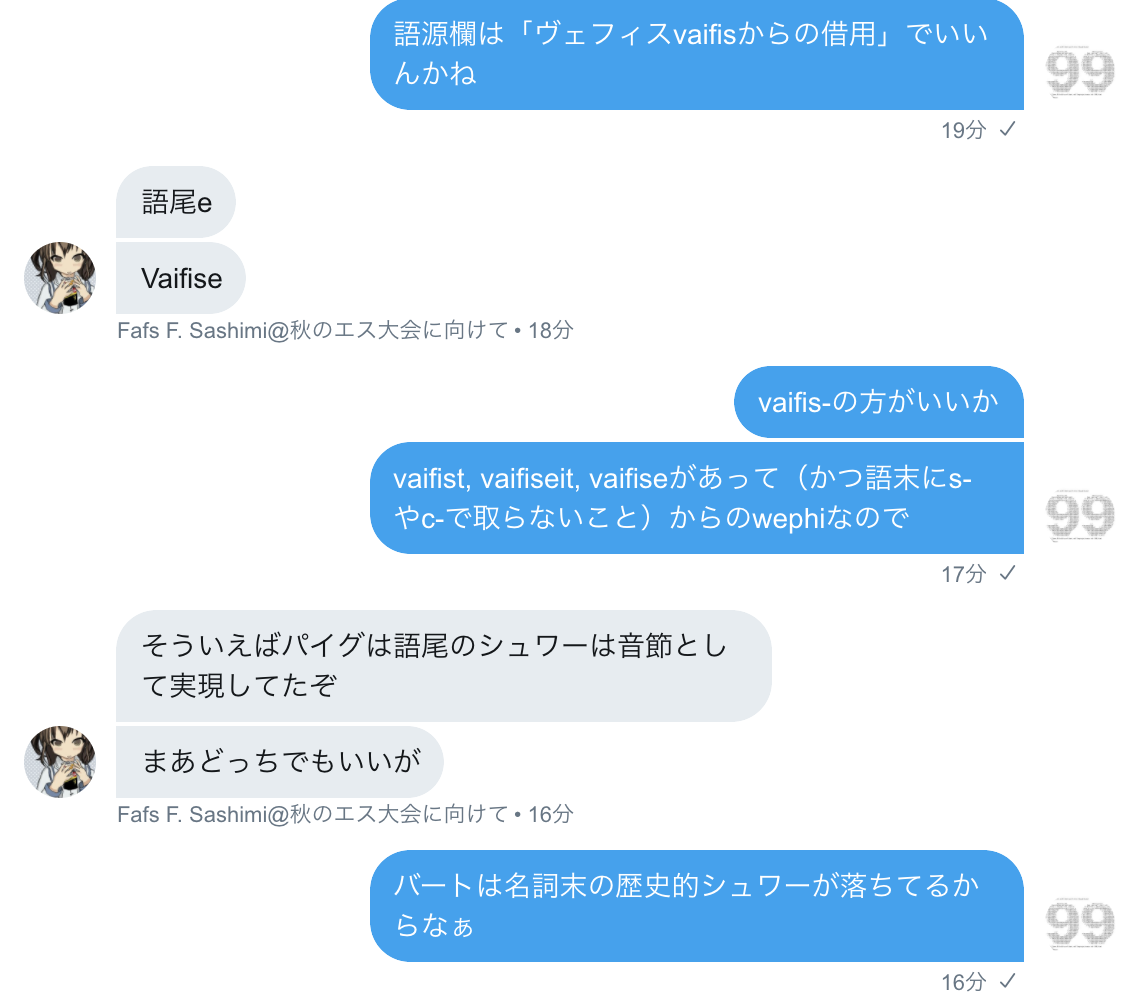 語源欄は「ヴェフィスvaifisからの借用」でいい
んかね
99
19分 ✓
語尾e
Vaifise
Fafs F. Sashimi@秋のエス大会に向けて • 18分
vaifis-の方がいいか
vaifist, vaifiseit, vaifiseがあって（かつ語末にs-
やc-で取らないこと）からのwephiなので
99
17分 ✓
そういえばパイグは語尾のシュワーは音節とし
て実現してたぞ
まあどっちでもいいが
Fafs F. Sashimi@秋のエス大会に向けて • 16分
バートは名詞末の歴史的シュワーが落ちてるか
らなぁ
99
16分 ✓